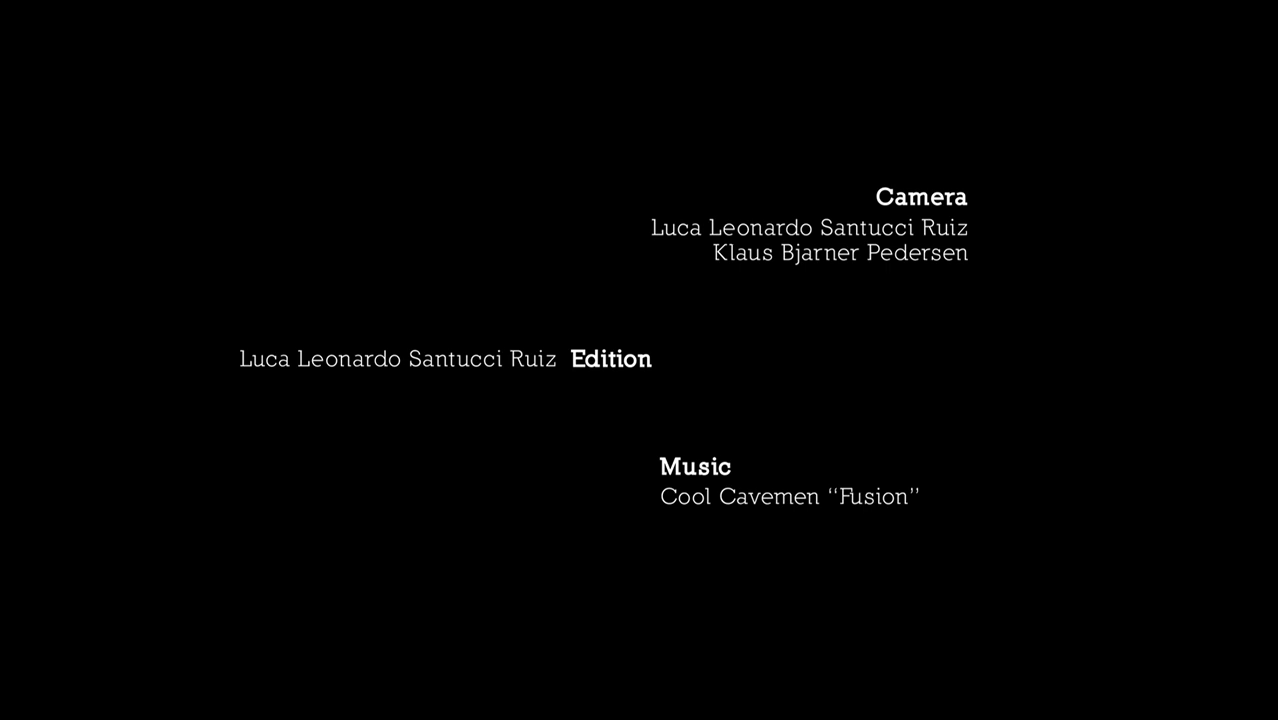 Camera
Luca Leonardo Santucci Ruiz
Klaus Bjarner Pedersen
Luca Leonardo Santucci Ruiz Edition
Music
Cool Cavemen “Fusion”